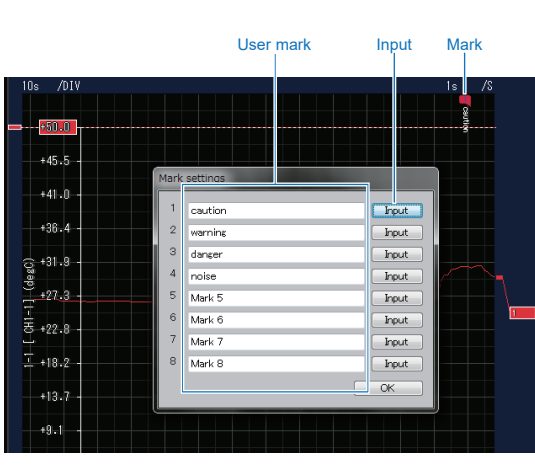 User mark Input Mark
10s /DIV 1s /S
caution
+50.0
+45.5
+41.0
+36.4
+31.9
+27.3
+22.8
+18.2
+13.7
+9.1
1-1 [ CH1-1] (degC)
Mark settings
1 caution Input
2 warning Input
3 danger Input
4 noise Input
5 Mark 5 Input
6 Mark 6 Input
7 Mark 7 Input
8 Mark 8 Input
OK
1